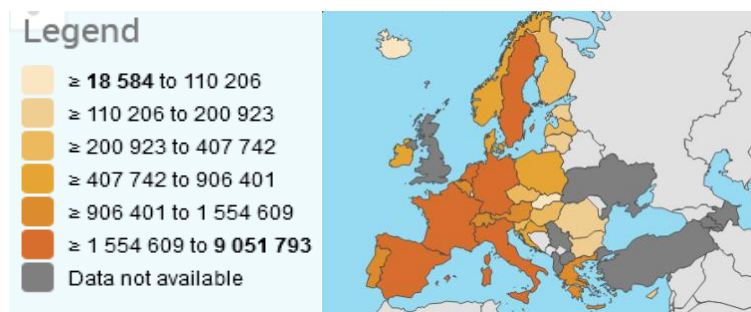 Legend
≥ 18 584 to 110 206
≥ 110 206 to 200 923
≥ 200 923 to 407 742
≥ 407 742 to 906 401
≥ 906 401 to 1 554 609
≥ 1 554 609 to 9 051 793
Data not available